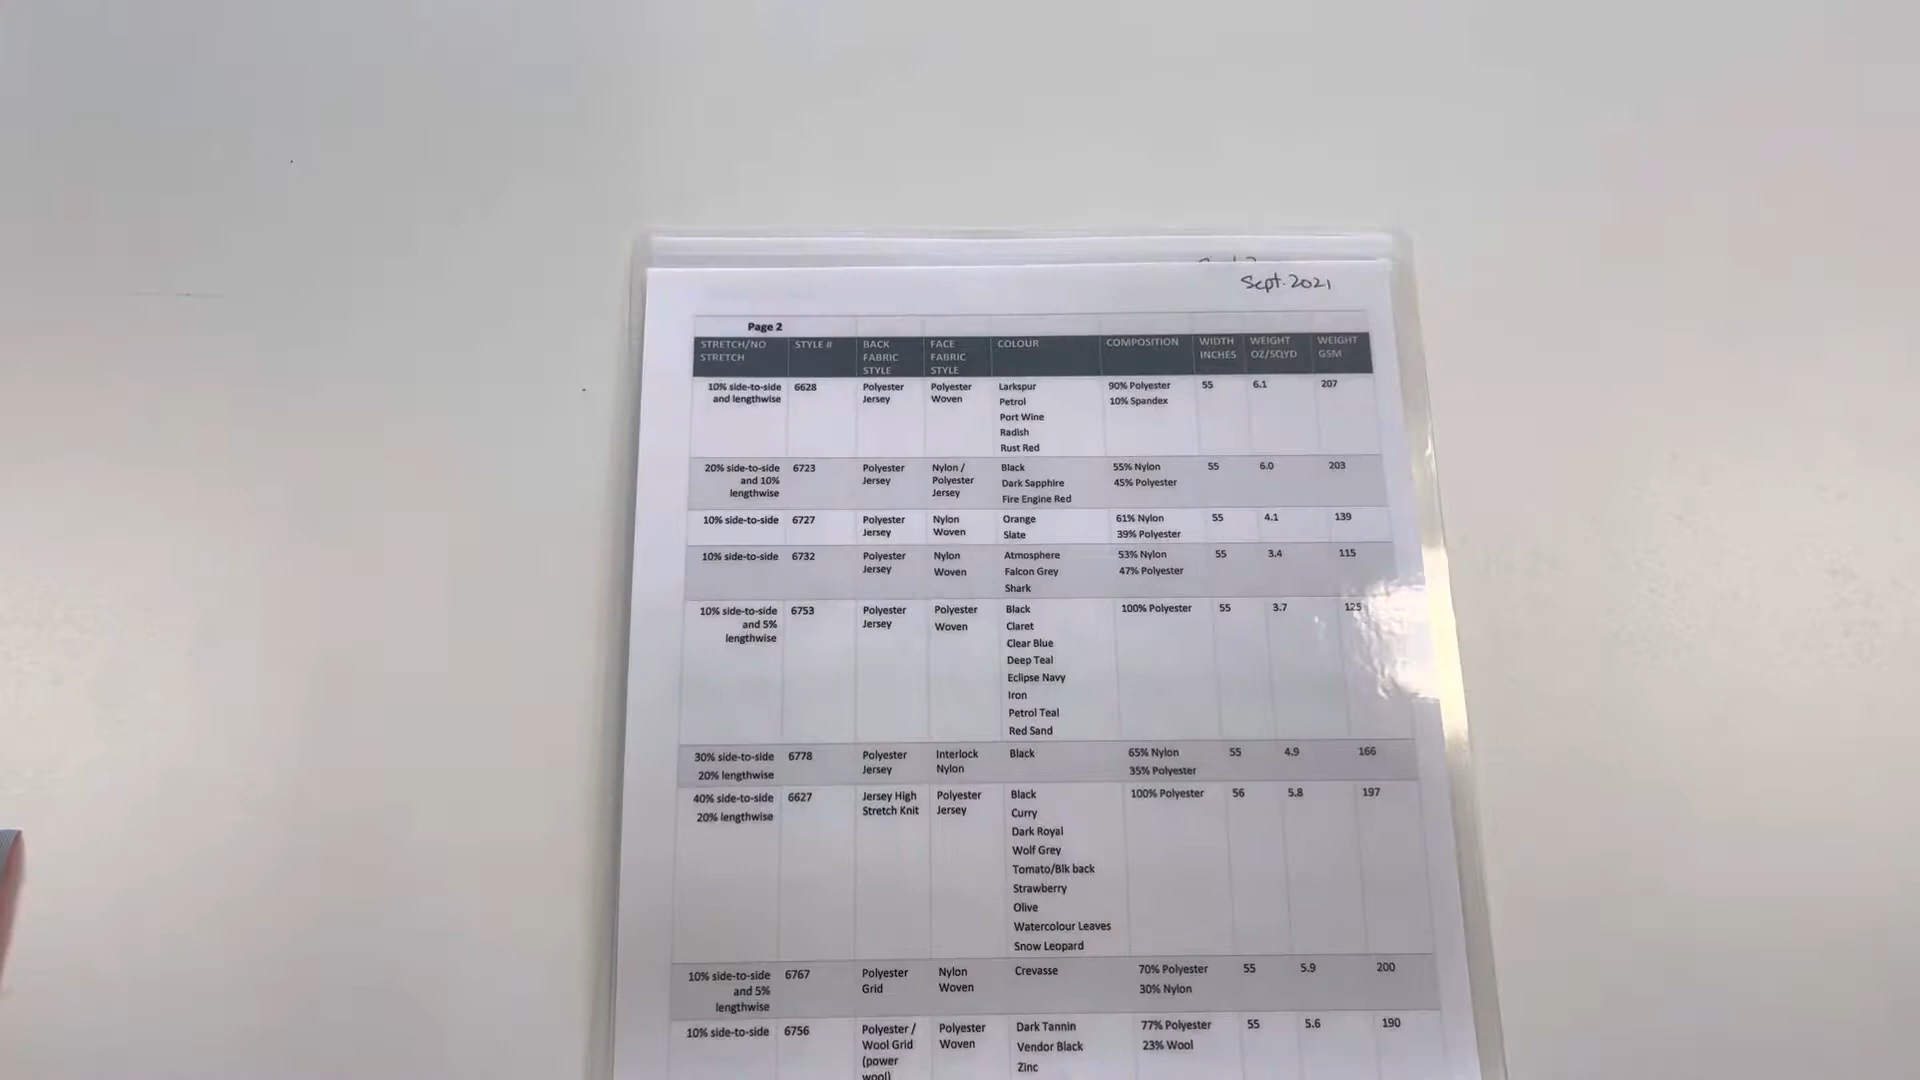 Sept. 2021
Page 2
STRETCH/NO STRETCH STYLE # BACK FABRIC STYLE FACE FABRIC STYLE COLOUR COMPOSITION WIDTH INCHES WEIGHT OZ/SQYD WEIGHT GSM
10% side-to-side 6628 Polyester Polyester Larkspur 90% Polyester 55 6.1 207
and lengthwise Jersey Woven Petrol 10% Spandex
Port Wine
Radish
Rust Red
20% side-to-side 6723 Polyester Nylon / Black 55% Nylon 55 6.0 203
and 10% Jersey Polyester Dark Sapphire 45% Polyester
lengthwise Jersey Fire Engine Red
10% side-to-side 6727 Polyester Nylon Orange 61% Nylon 55 4.1 139
Jersey Woven Slate 39% Polyester
10% side-to-side 6732 Polyester Nylon Atmosphere 53% Nylon 55 3.4 115
Jersey Woven Falcon Grey 47% Polyester
Shark
10% side-to-side 6753 Polyester Polyester Black 100% Polyester 55 3.7 125
and 5% Jersey Woven Claret
lengthwise Clear Blue
Deep Teal
Eclipse Navy
Iron
Petrol Teal
Red Sand
30% side-to-side 6778 Polyester Interlock Black 65% Nylon 55 4.9 166
20% lengthwise Jersey Nylon 35% Polyester
40% side-to-side 6627 Jersey High Polyester Black 100% Polyester 56 5.8 197
20% lengthwise Stretch Knit Jersey Curry
Dark Royal
Wolf Grey
Tomato/Blk back
Strawberry
Olive
Watercolour Leaves
Snow Leopard
10% side-to-side 6767 Polyester Nylon Crevasse 70% Polyester 55 5.9 200
and 5% Grid Woven 30% Nylon
lengthwise
10% side-to-side 6756 Polyester / Polyester Dark Tannin 77% Polyester 55 5.6 190
Wool Grid Woven Vendor Black 23% Wool
(power Zinc
wool)